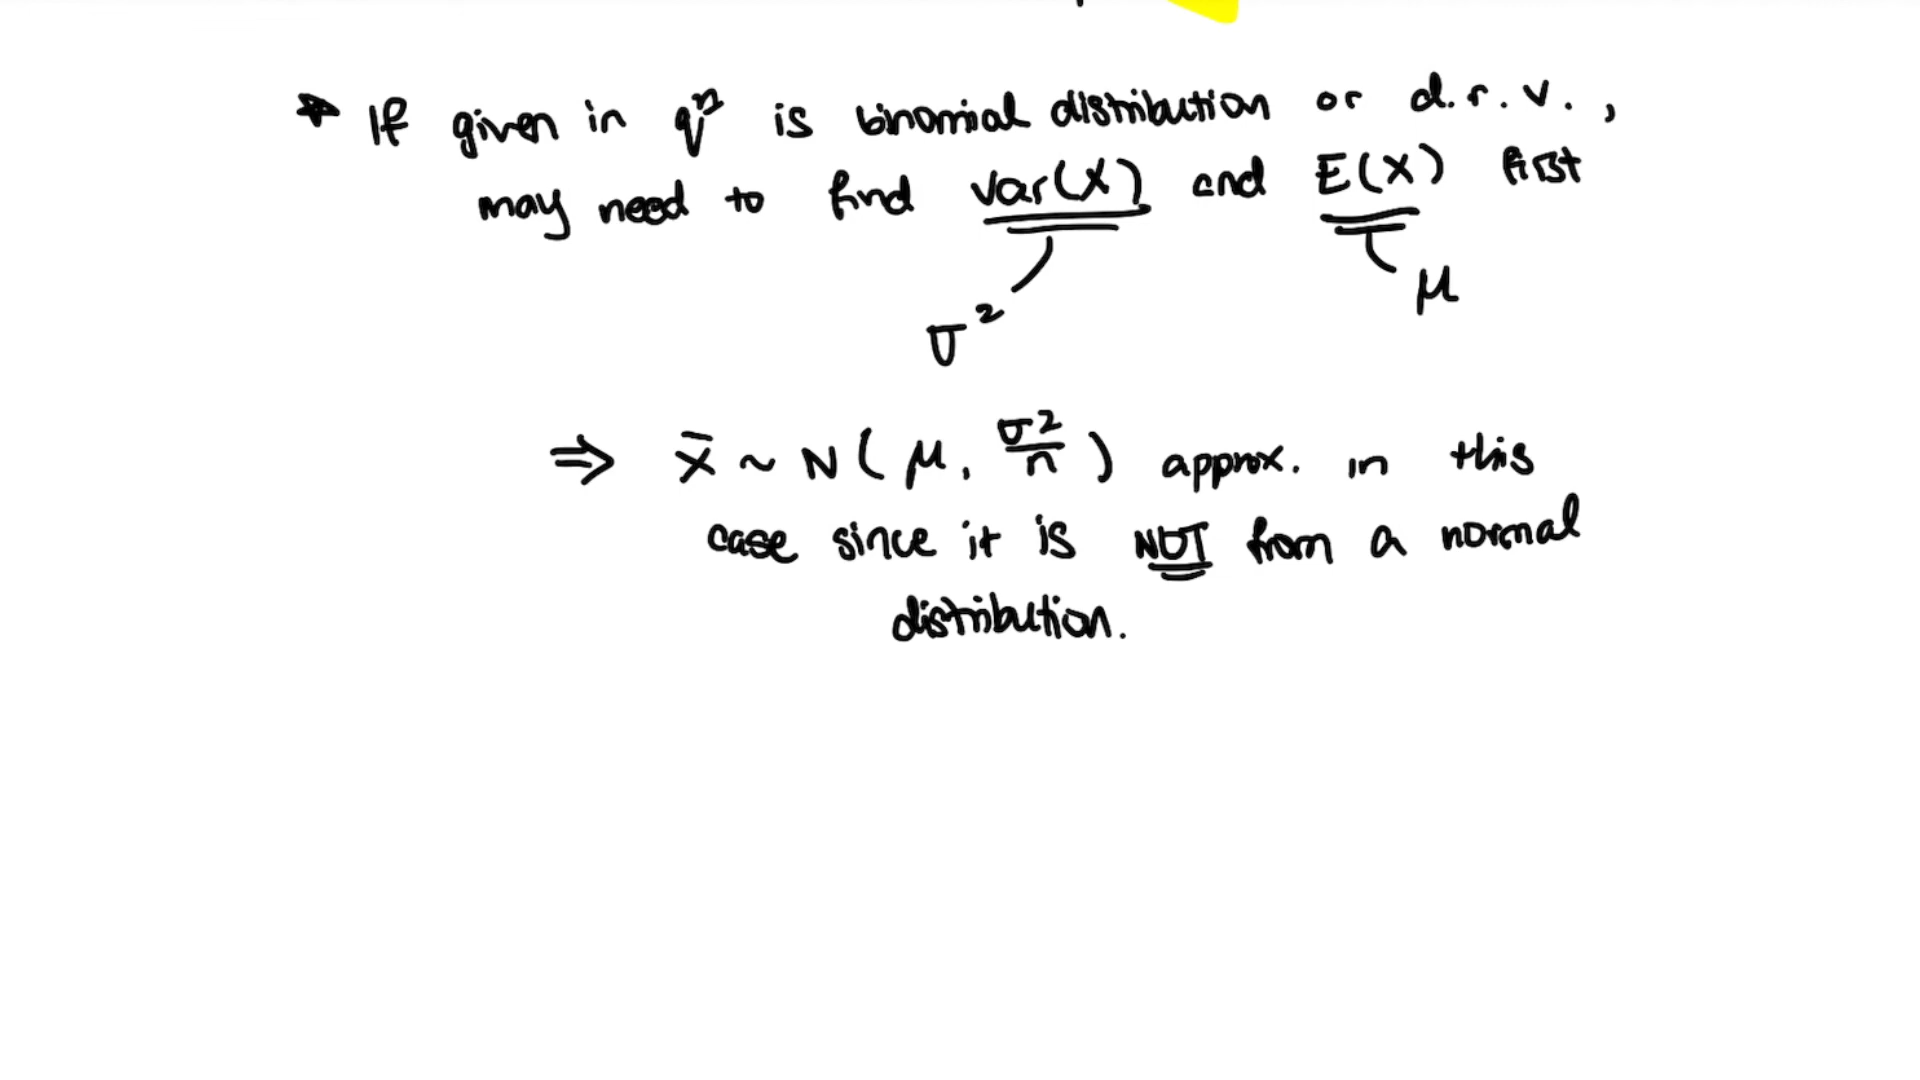 * If given in qⁿ is binomial distribution or d.r.v.,
may need to find Var(X) and E(X) first
σ² μ
⇒ x̄ ~ N(μ, σ²/n) approx. in this
case since it is NOT from a normal
distribution.